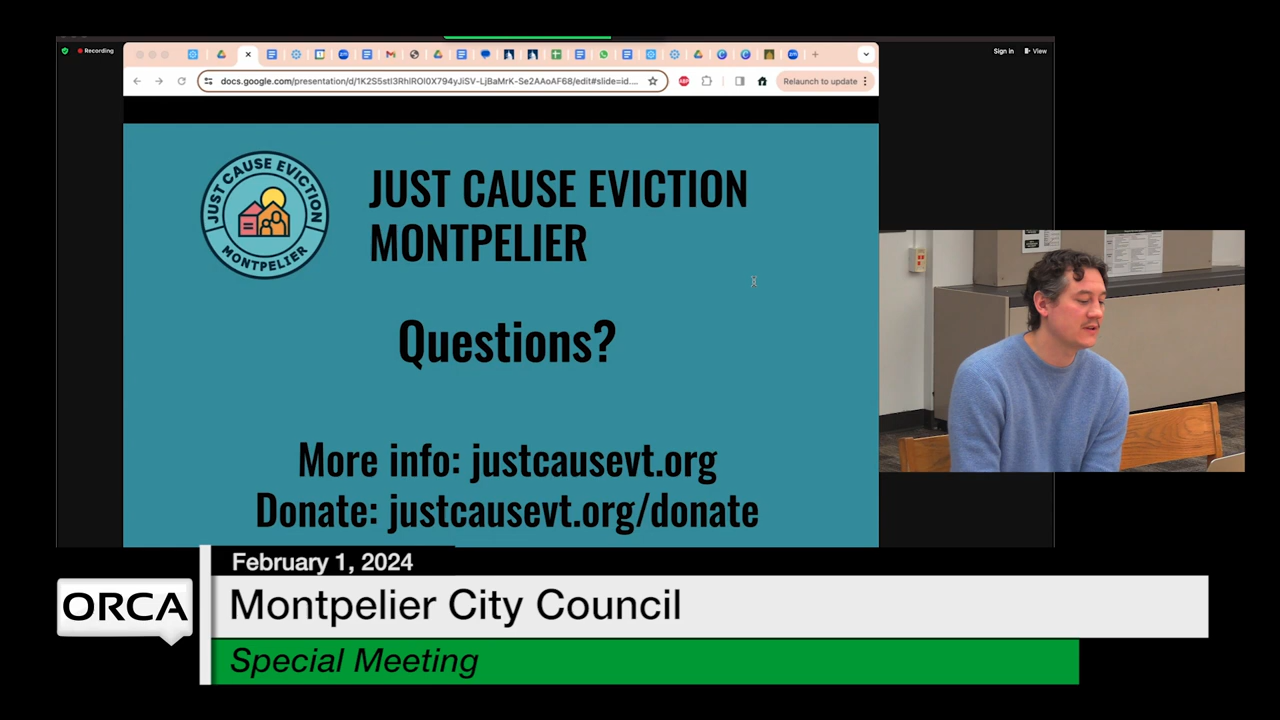 Recording
Sign in
View
docs.google.com/presentation/d/1K2S5stI3RhlROl0X794yJiSV-LjBaMrK-Se2AAoAF68/edit#slide=id....
ABP
Relaunch to update
JUST CAUSE EVICTION
MONTPELIER
JUST CAUSE EVICTION
MONTPELIER
Questions?
More info: justcausevt.org
Donate: justcausevt.org/donate
February 1, 2024
ORCA
Montpelier City Council
Special Meeting